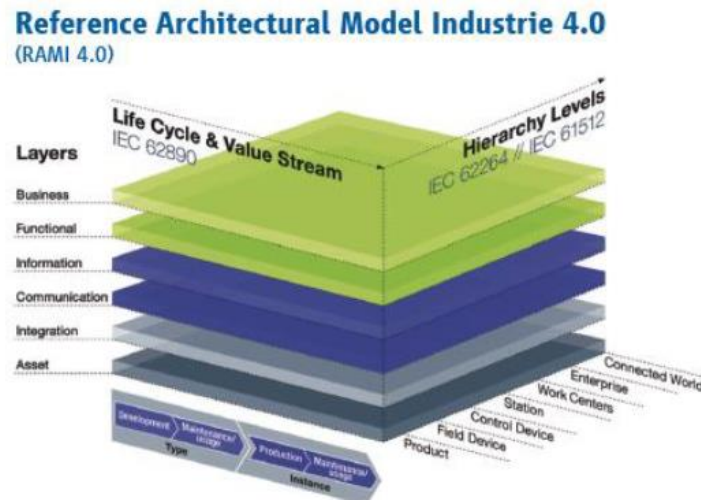 Reference Architectural Model Industrie 4.0
(RAMI 4.0)
Life Cycle & Value Stream
IEC 62890
Hierarchy Levels
IEC 62264 // IEC 61512
Layers
Business
Functional
Information
Communication
Integration
Asset
Development
Maintenance/
usage
Production
Maintenance/
usage
Type
Instance
Connected World
Enterprise
Work Centers
Station
Control Device
Field Device
Product